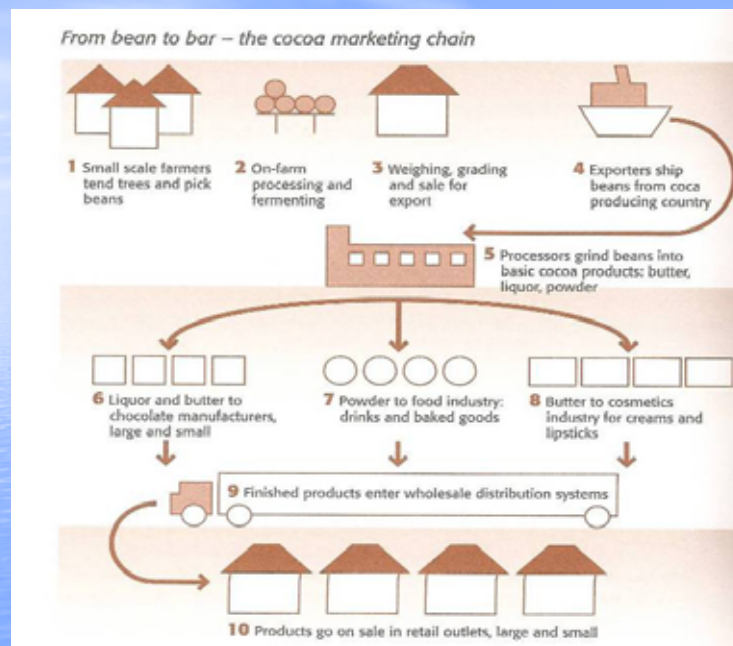 From bean to bar – the cocoa marketing chain
1 Small scale farmers
tend trees and pick
beans
2 On-farm
processing and
fermenting
3 Weighing, grading
and sale for
export
4 Exporters ship
beans from coca
producing country
5 Processors grind beans into
basic cocoa products: butter,
liquor, powder
6 Liquor and butter to
chocolate manufacturers,
large and small
7 Powder to food industry:
drinks and baked goods
8 Butter to cosmetics
industry for creams and
lipsticks
9 Finished products enter wholesale distribution systems
10 Products go on sale in retail outlets, large and small